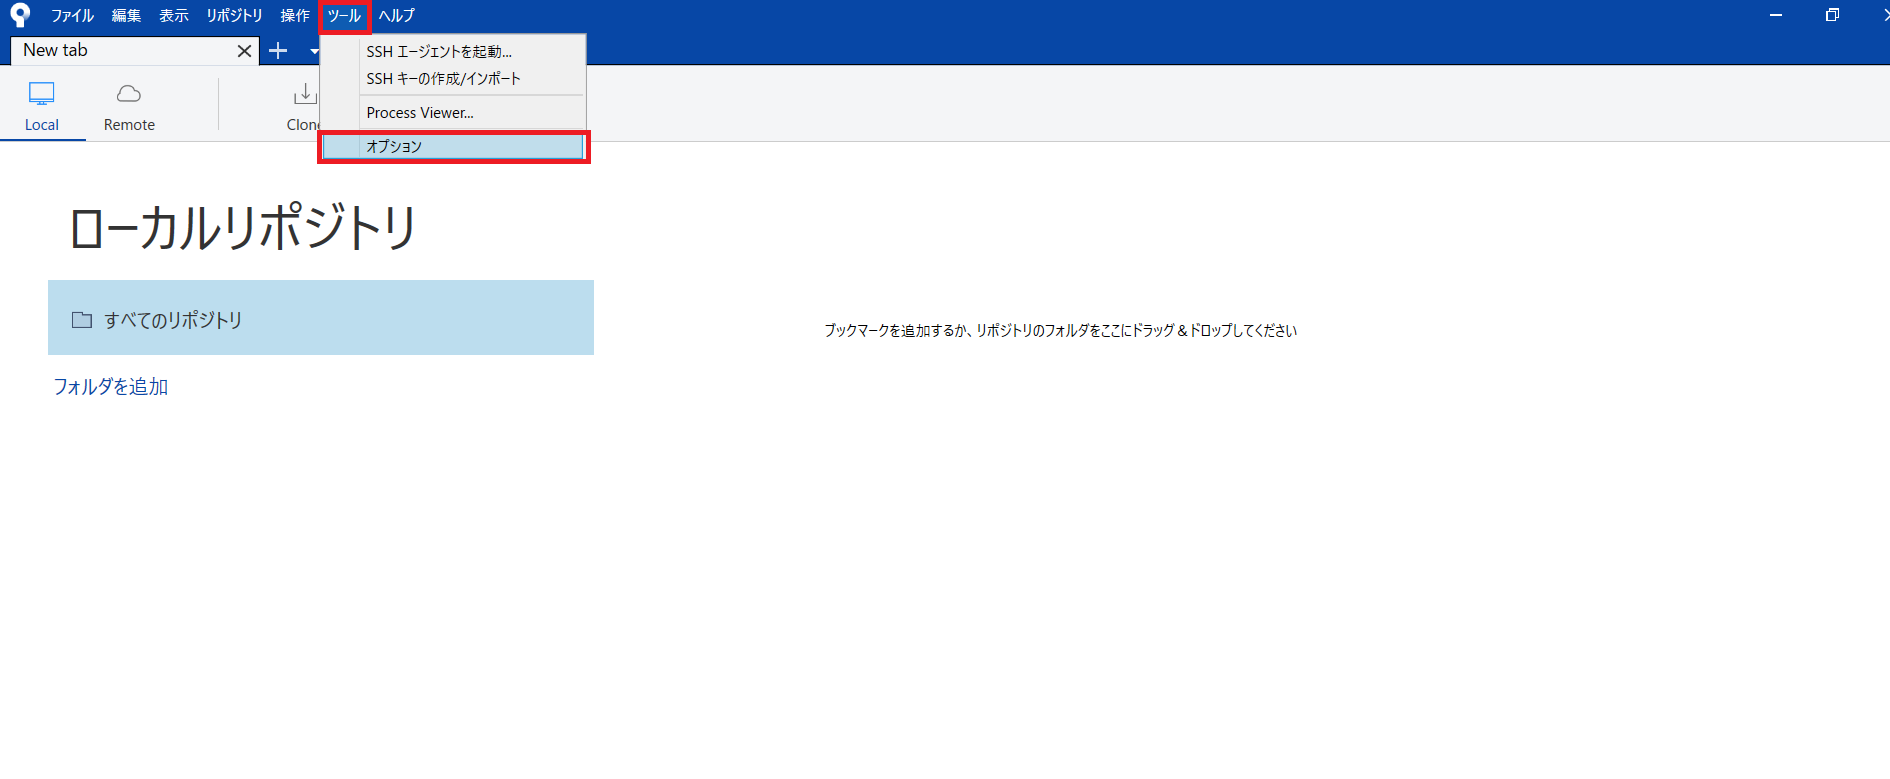 ファイル 編集 表示 リポジトリ 操作 ツール ヘルプ
New tab
SSH エージェントを起動...
SSH キーの作成/インポート
Process Viewer...
オプション
Local Remote Clone
ローカルリポジトリ
すべてのリポジトリ
フォルダを追加
ブックマークを追加するか、リポジトリのフォルダをここにドラッグ＆ドロップしてください